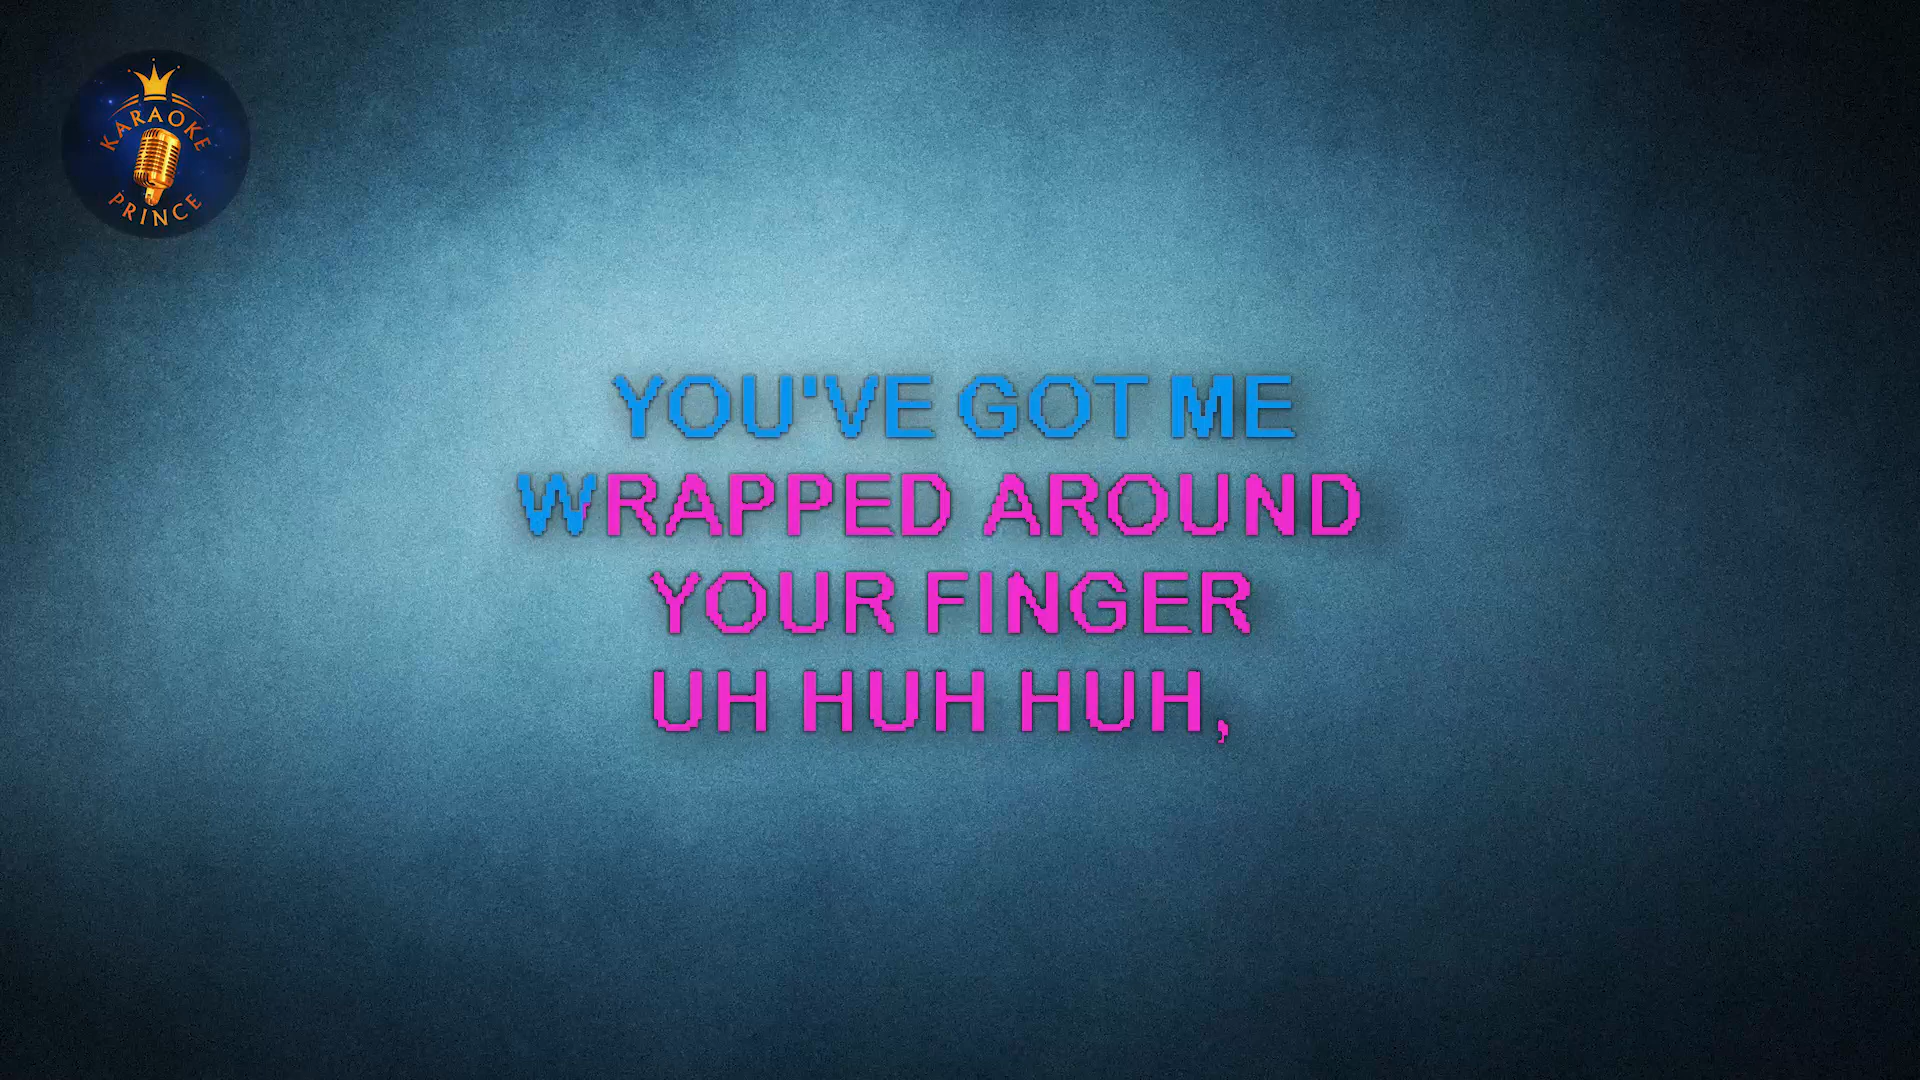 KARAOKE
PRINCE
YOU'VE GOT ME
WRAPPED AROUND
YOUR FINGER
UH HUH HUH,